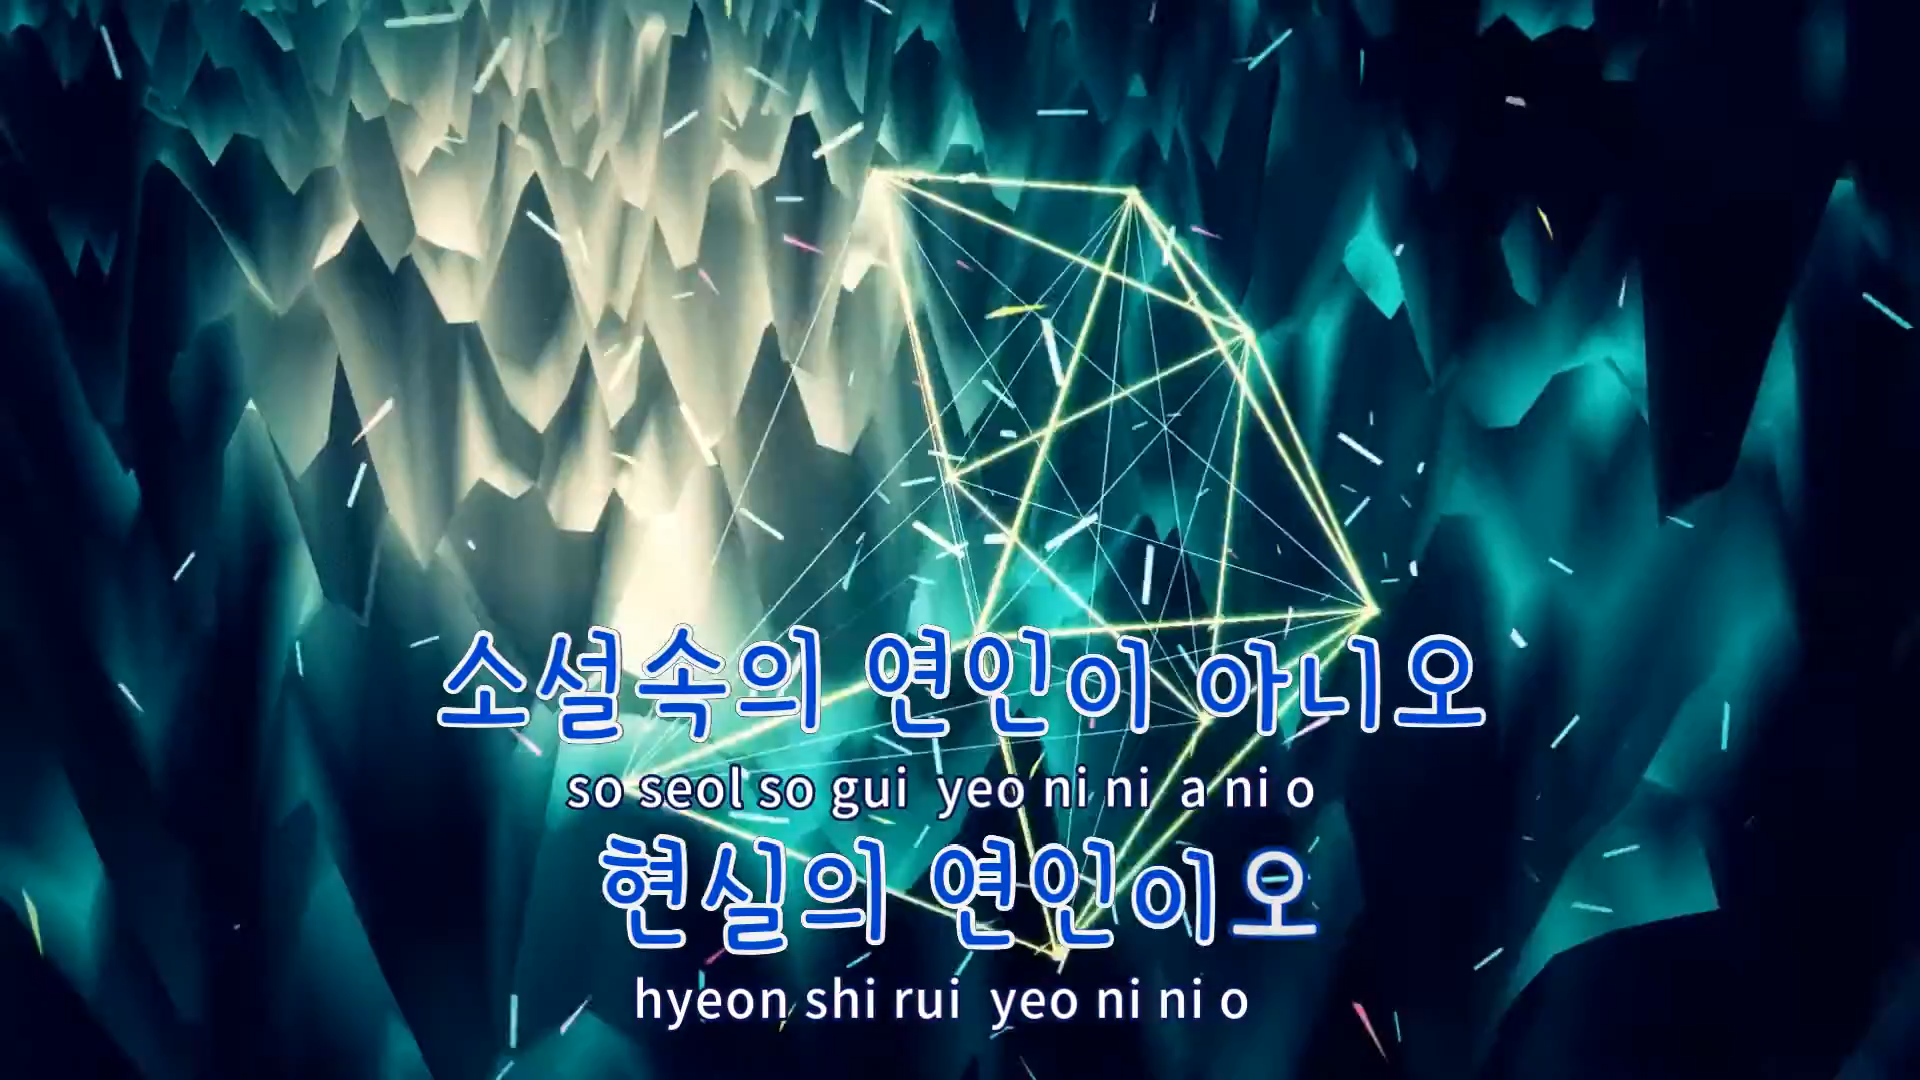 소설속의 연인이 아니오
so seol so gui yeo ni ni a ni o
현실의 연인이오
hyeon shi rui yeo ni ni o